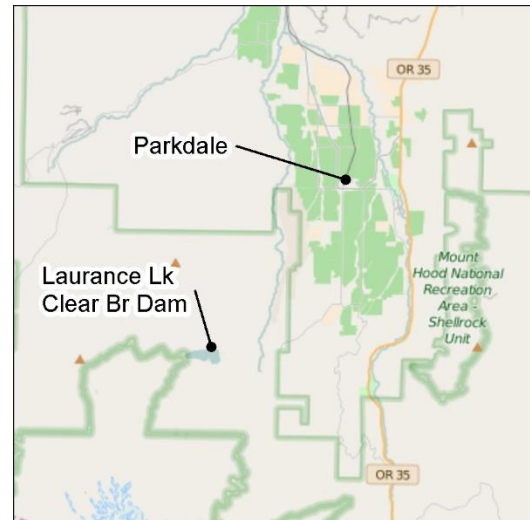 OR 35
Parkdale
Mount
Hood National
Recreation
Area -
Shellrock
Unit
Laurance Lk
Clear Br Dam
OR 35